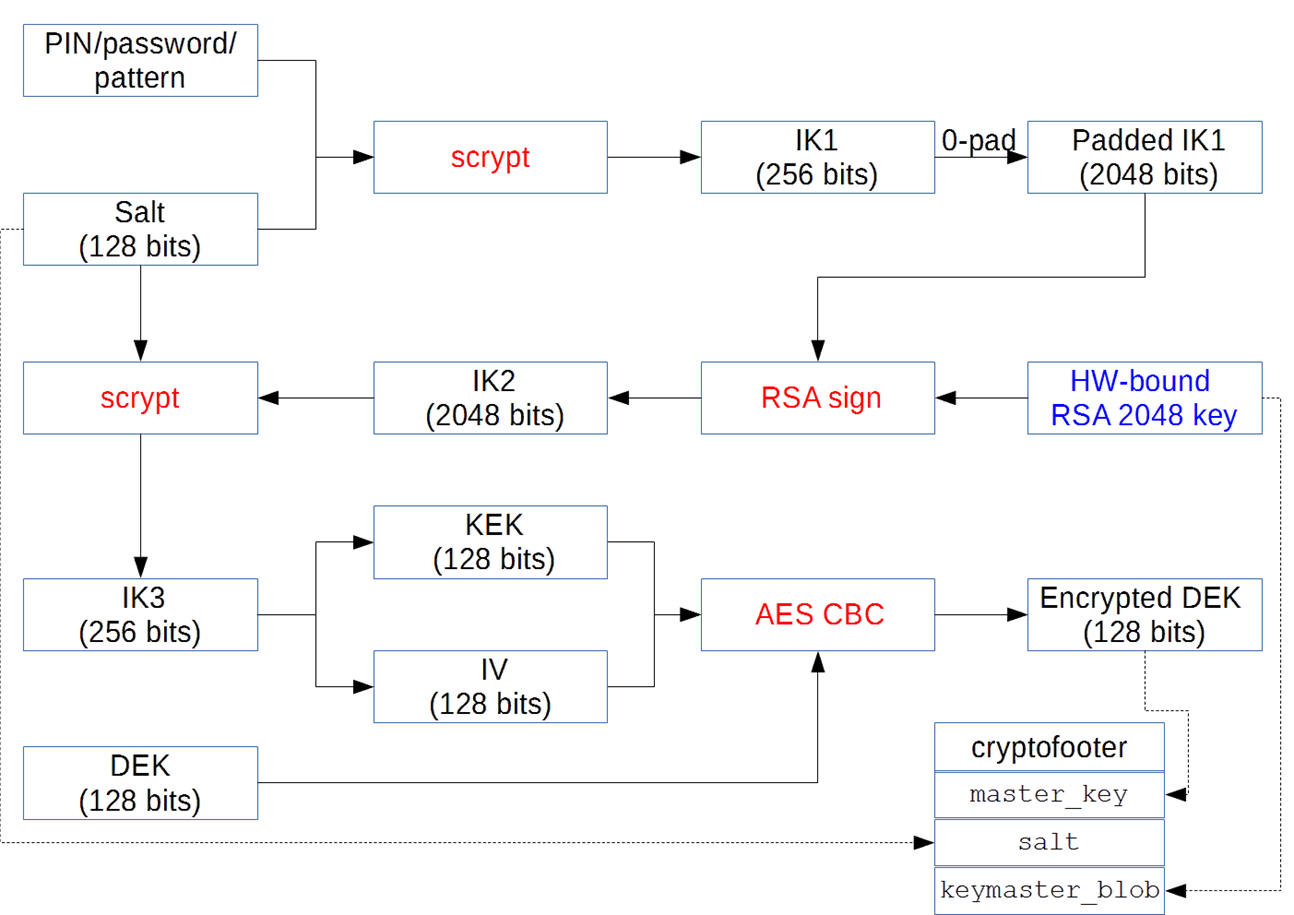 PIN/password/
pattern
scrypt
IK1
(256 bits)
0-pad
Padded IK1
(2048 bits)
Salt
(128 bits)
scrypt
IK2
(2048 bits)
RSA sign
HW-bound
RSA 2048 key
KEK
(128 bits)
IK3
(256 bits)
AES CBC
Encrypted DEK
(128 bits)
IV
(128 bits)
DEK
(128 bits)
cryptofooter
master_key
salt
keymaster_blob